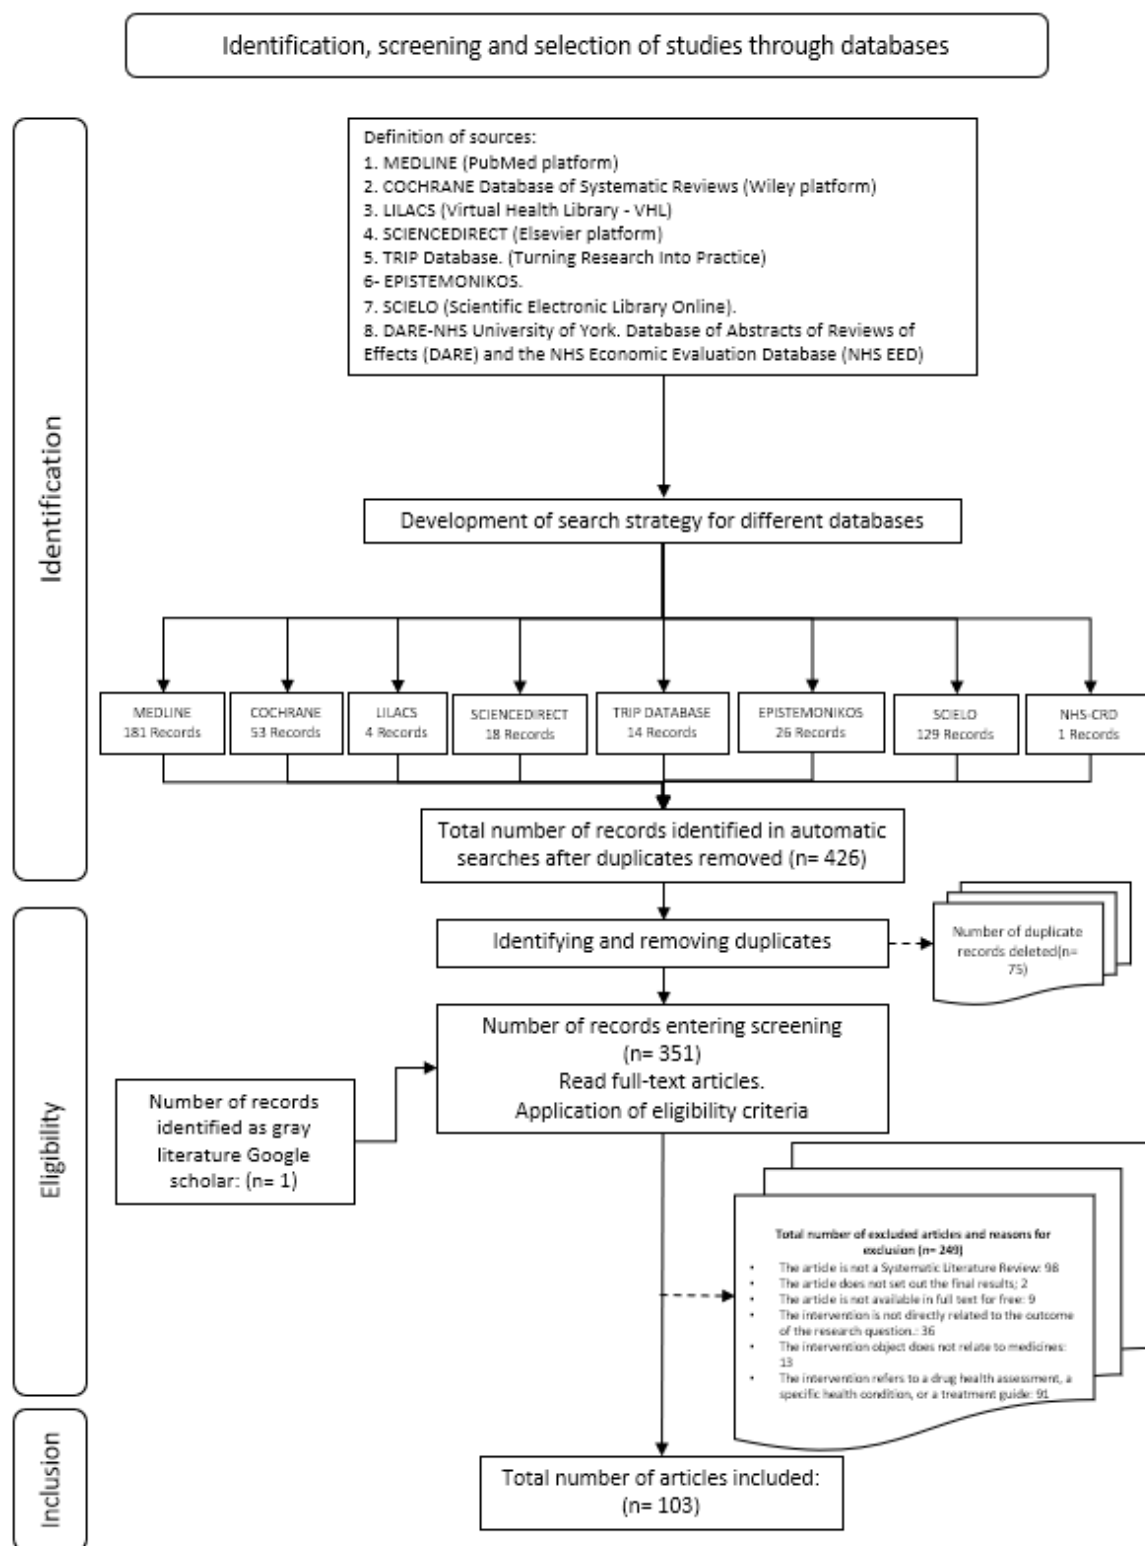 Identification, screening and selection of studies through databases
Identification
Definition of sources:
1. MEDLINE (PubMed platform)
2. COCHRANE Database of Systematic Reviews (Wiley platform)
3. LILACS (Virtual Health Library - VHL)
4. SCIENCEDIRECT (Elsevier platform)
5. TRIP Database. (Turning Research Into Practice)
6- EPISTEMONIKOS.
7. SCIELO (Scientific Electronic Library Online).
8. DARE-NHS University of York. Database of Abstracts of Reviews of
Effects (DARE) and the NHS Economic Evaluation Database (NHS EED)
Development of search strategy for different databases
MEDLINE
181 Records
COCHRANE
53 Records
LILACS
4 Records
SCIENCEDIRECT
18 Records
TRIP DATABASE
14 Records
EPISTEMONIKOS
26 Records
SCIELO
129 Records
NHS-CRD
1 Records
Total number of records identified in automatic
searches after duplicates removed (n= 426)
Eligibility
Identifying and removing duplicates
Number of duplicate
records deleted(n=
75)
Number of records entering screening
(n= 351)
Read full-text articles.
Application of eligibility criteria
Number of records
identified as gray
literature Google
scholar: (n= 1)
Total number of excluded articles and reasons for
exclusion (n= 249)
• The article is not a Systematic Literature Review: 98
• The article does not set out the final results; 2
• The article is not available in full text for free: 9
• The intervention is not directly related to the outcome
of the research question.: 36
• The intervention object does not relate to medicines:
13
• The intervention refers to a drug health assessment, a
specific health condition, or a treatment guide: 91
Inclusion
Total number of articles included:
(n= 103)